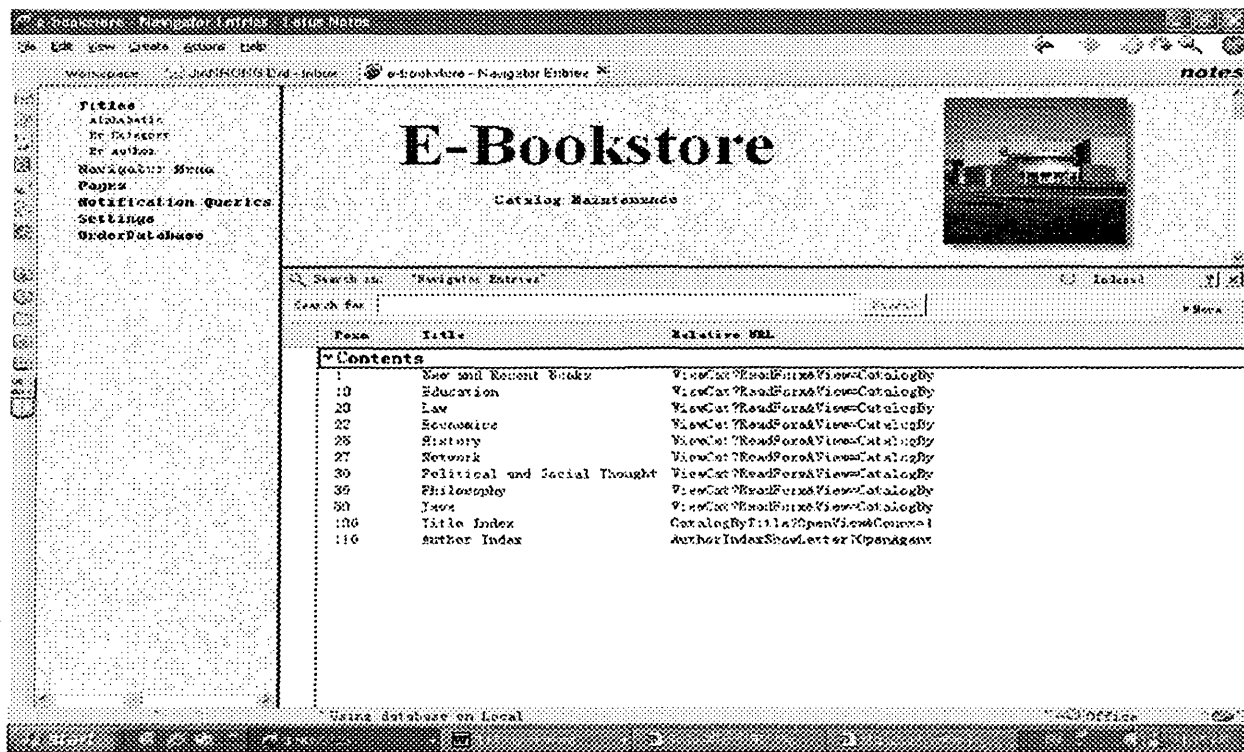 e-bookstore - Navigator Entries - Lotus Notes
File Edit View Create Actions Help
Workspace - Inbox e-bookstore - Navigator Entries
notes
Titles
Alphabetic
By Category
By Author
Navigator Menu
Pages
Notification Queries
Settings
OrderDatabase
E-Bookstore
Catalog Maintenance
Search in: "Navigator Entries" Indexed
Search for Search More
Title Relative URL
Contents
1 New and Recent Books ViewCat?ReadForm&View=CatalogBy
10 Education ViewCat?ReadForm&View=CatalogBy
20 Law ViewCat?ReadForm&View=CatalogBy
22 Economics ViewCat?ReadForm&View=CatalogBy
25 History ViewCat?ReadForm&View=CatalogBy
27 Network ViewCat?ReadForm&View=CatalogBy
30 Political and Social Thought ViewCat?ReadForm&View=CatalogBy
Philosophy ViewCat?ReadForm&View=CatalogBy
50 Java ViewCat?ReadForm&View=CatalogBy
100 Title Index CatalogByTitle?OpenView&Count=1
110 Author Index AuthorIndexShowLetter?OpenAgent
Using database on Local
Office